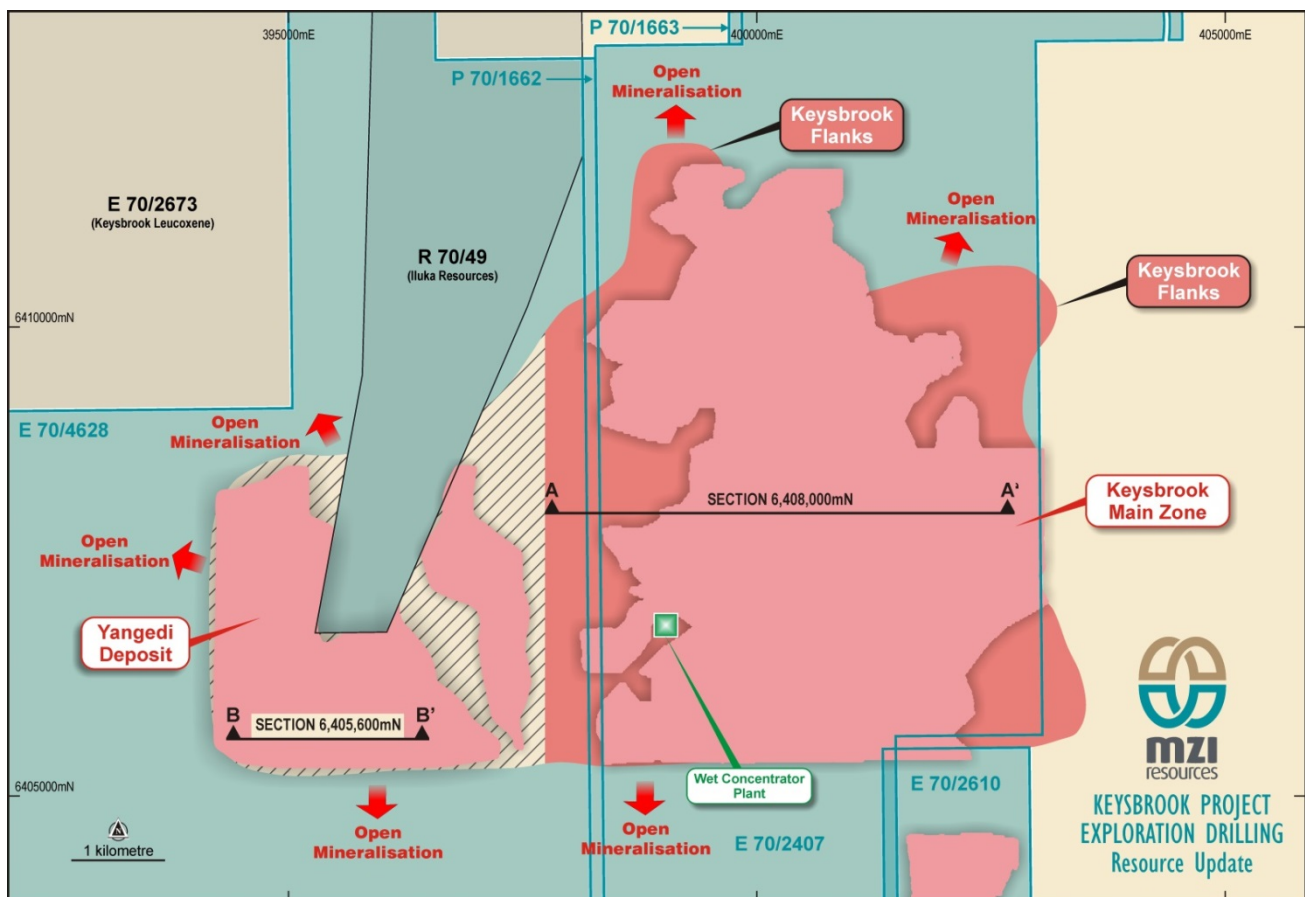 P 70/1663
395000mE
400000mE
405000mE
P 70/1662
Open
Mineralisation
Keysbrook
Flanks
E 70/2673
(Keysbrook Leucoxene)
R 70/49
(Iluka Resources)
Open
Mineralisation
Keysbrook
Flanks
6410000mN
E 70/4628
Open
Mineralisation
A
SECTION 6,408,000mN
A'
Keysbrook
Main Zone
Open
Mineralisation
Yangedi
Deposit
B
SECTION 6,405,600mN
B'
mzi
resources
Wet Concentrator
Plant
6405000mN
E 70/2610
KEYSBROOK PROJECT
EXPLORATION DRILLING
Resource Update
1 kilometre
Open
Mineralisation
Open
Mineralisation
E 70/2407